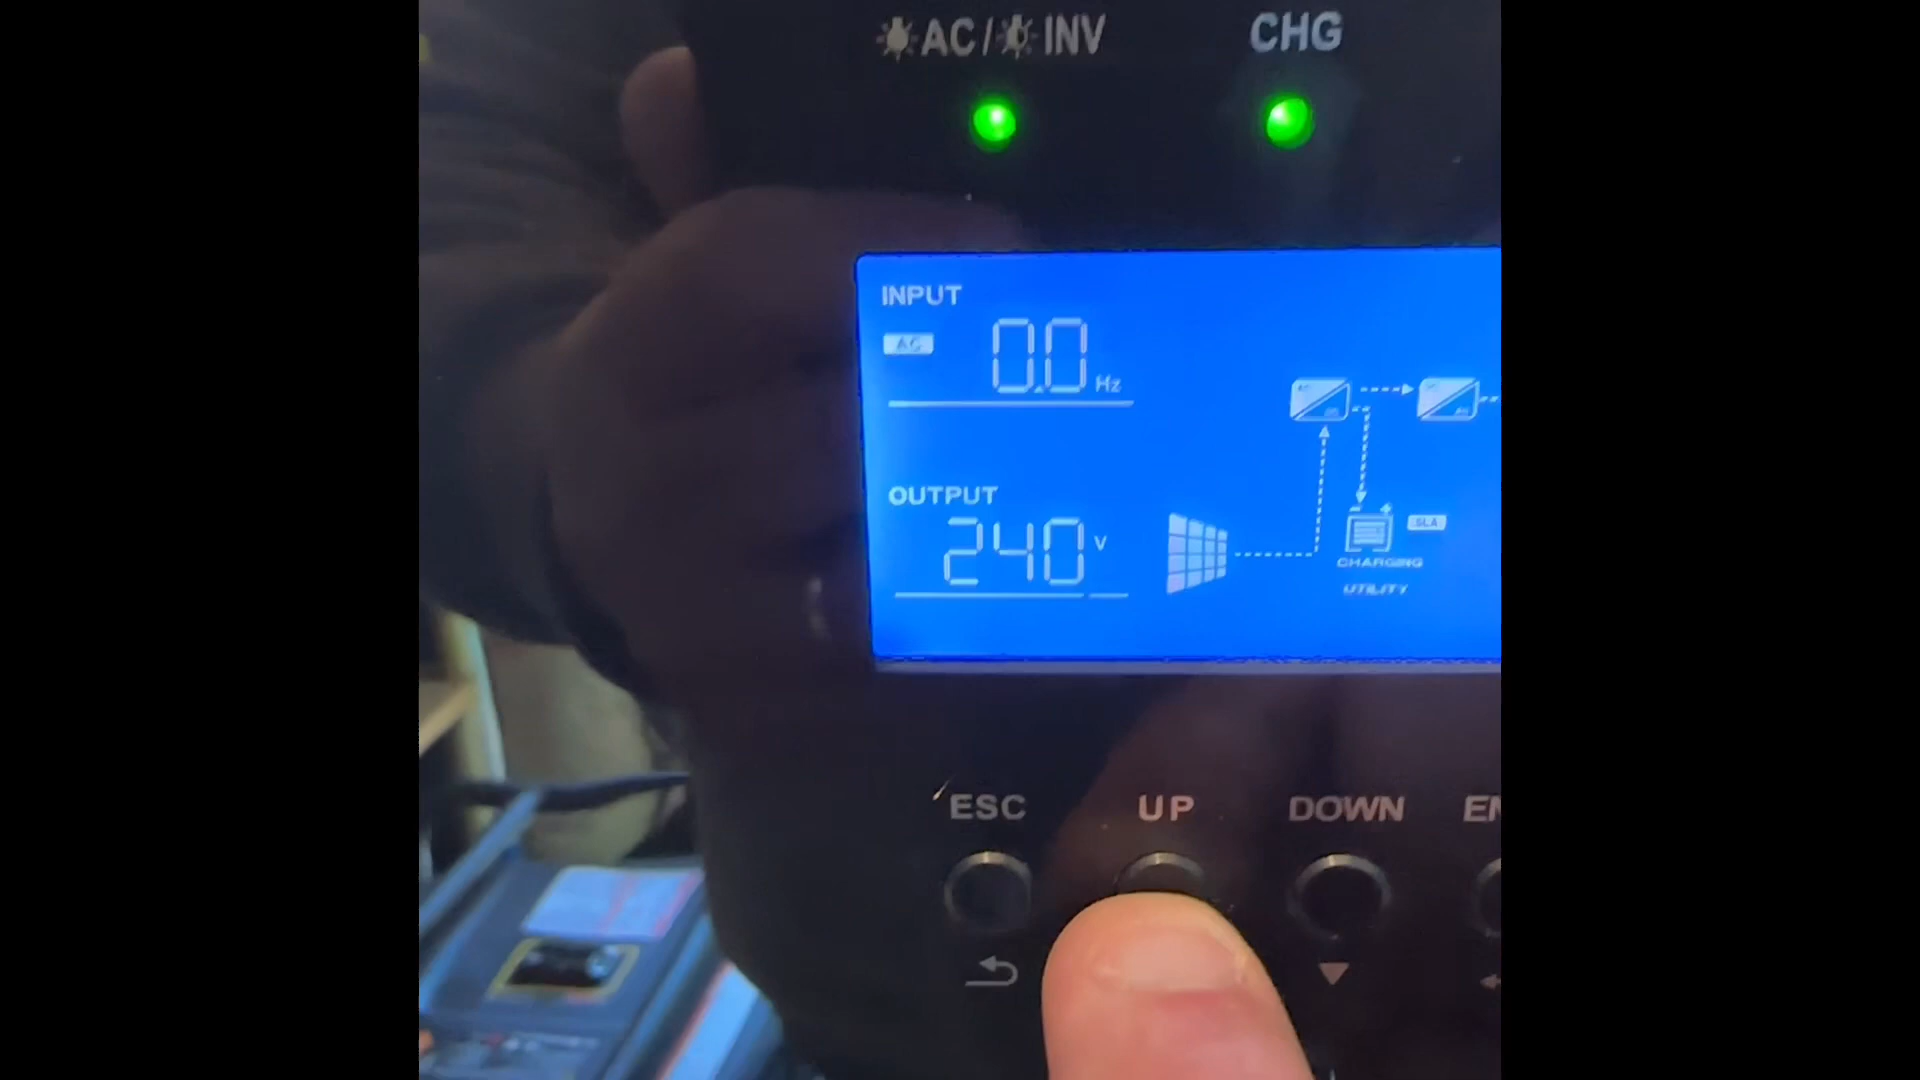 AC/ INV
CHG
INPUT
AC 0.0 Hz
OUTPUT
240 V
SLA
CHARGING
UTILITY
ESC
UP
DOWN